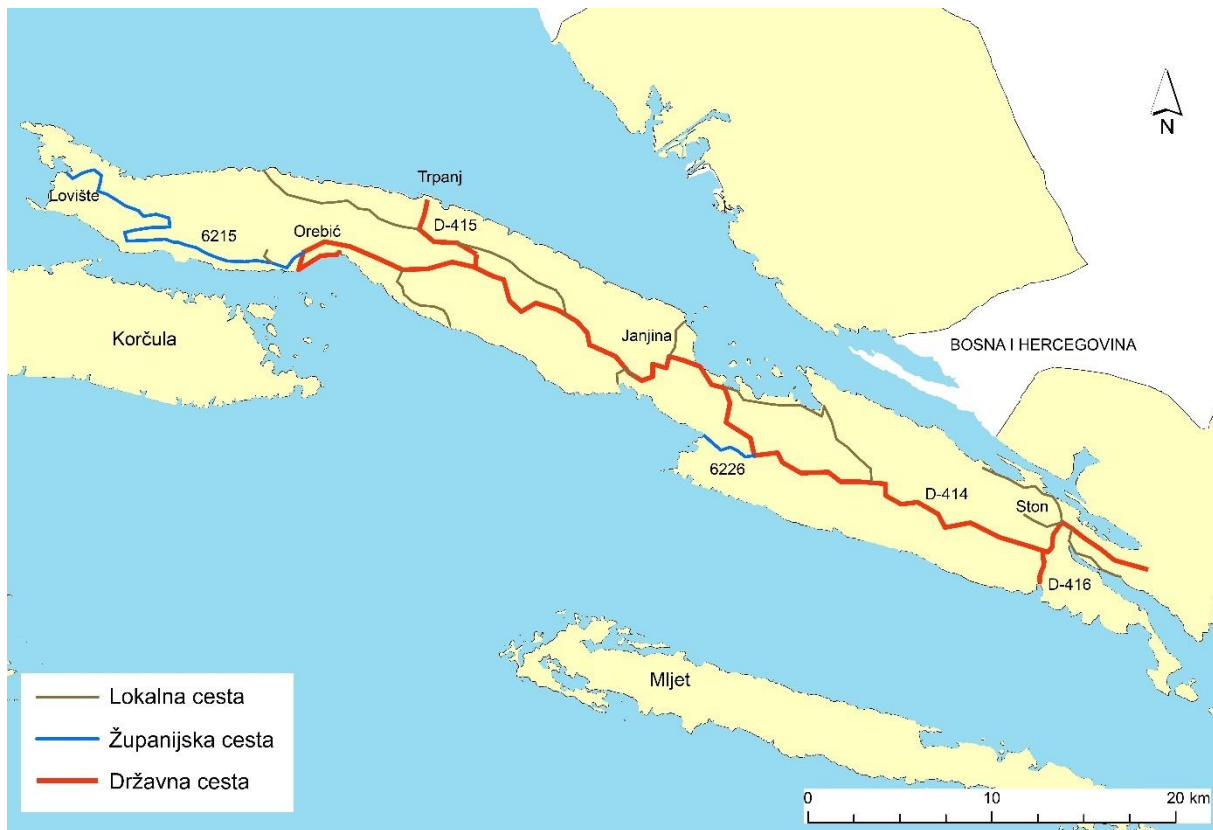 N
Trpanj
Lovište
D-415
6215
Orebić
Korčula
Janjina
BOSNA I HERCEGOVINA
6226
D-414
Ston
D-416
Mljet
Lokalna cesta
Županijska cesta
Državna cesta
0 10 20 km